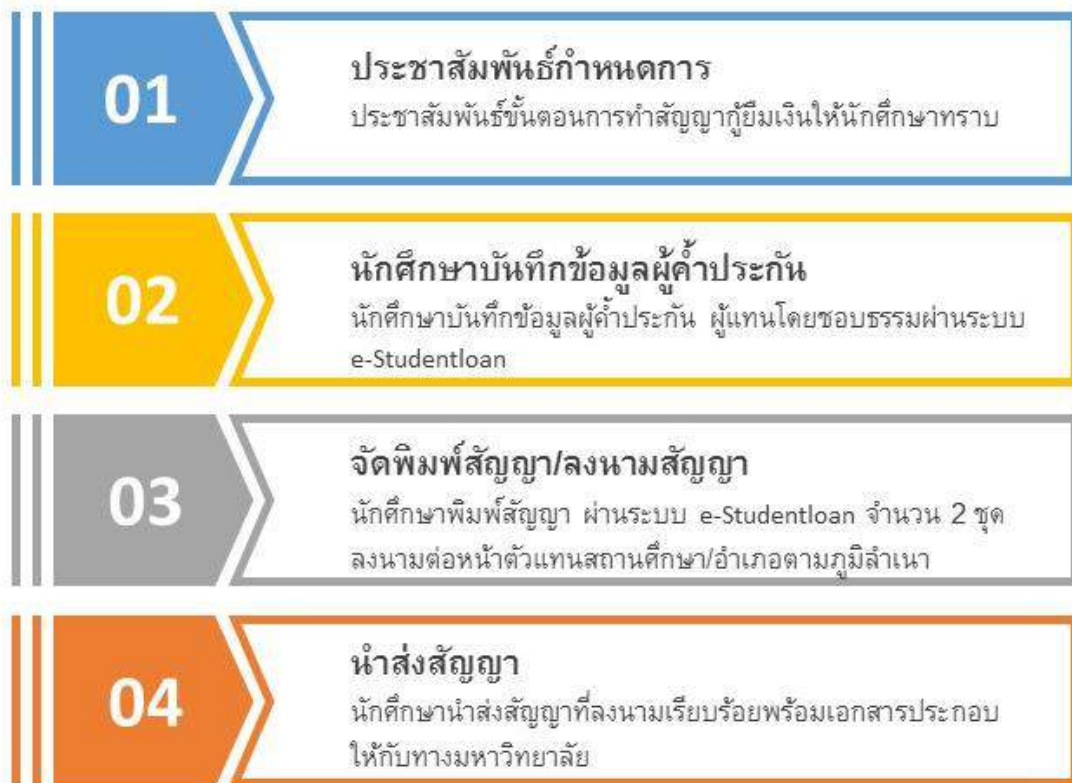 01
ประชาสัมพันธ์กำหนดการ
ประชาสัมพันธ์ขั้นตอนการทำสัญญากู้ยืมเงินให้นักศึกษาทราบ
02
นักศึกษาบันทึกข้อมูลผู้ค้ำประกัน
นักศึกษาบันทึกข้อมูลผู้ค้ำประกัน ผู้แทนโดยชอบธรรมผ่านระบบ
e-Studentloan
03
จัดพิมพ์สัญญา/ลงนามสัญญา
นักศึกษาพิมพ์สัญญา ผ่านระบบ e-Studentloan จำนวน 2 ชุด
ลงนามต่อหน้าตัวแทนสถานศึกษา/อำเภอตามภูมิลำเนา
04
นำส่งสัญญา
นักศึกษานำส่งสัญญาที่ลงนามเรียบร้อยพร้อมเอกสารประกอบ
ให้กับทางมหาวิทยาลัย